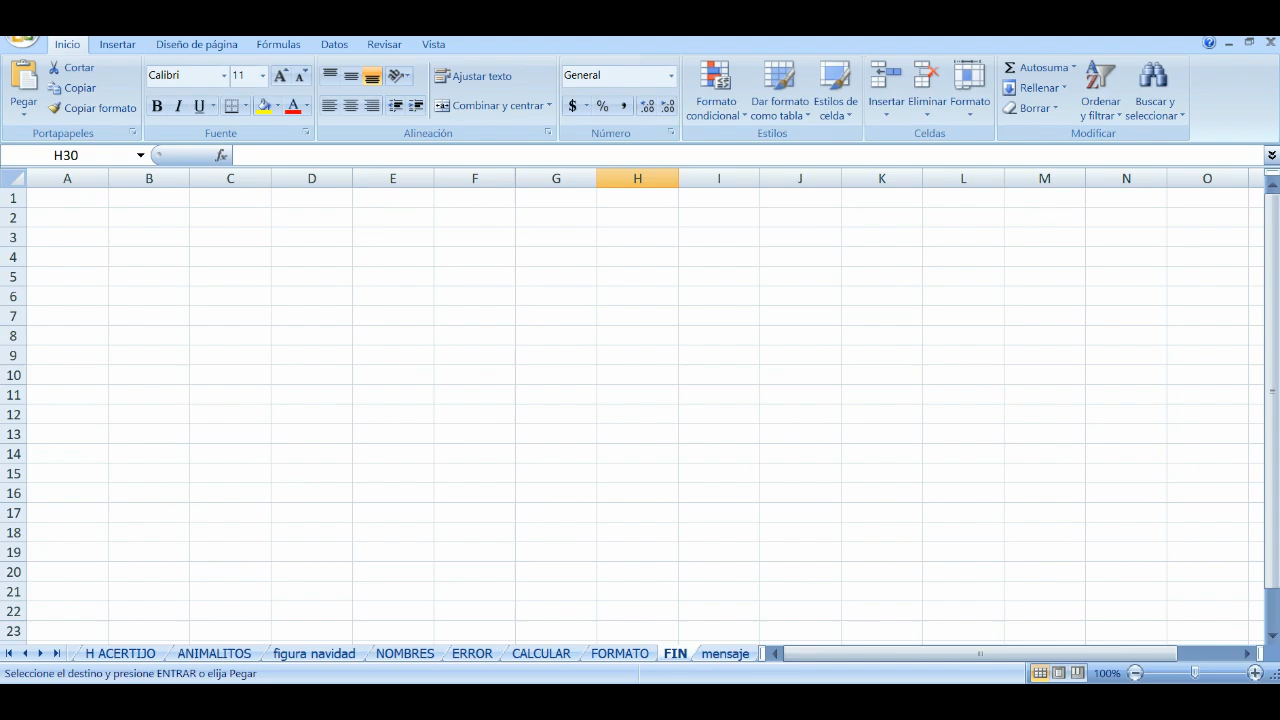 Inicio Insertar Diseño de página Fórmulas Datos Revisar Vista
Pegar Cortar Copiar Copiar formato
Portapapeles
Calibri 11
N K S A
Fuente
Ajustar texto
Combinar y centrar
Alineación
General
$ % ,
Número
Formato condicional Dar formato como tabla Estilos de celda
Estilos
Insertar Eliminar Formato
Celdas
Σ Autosuma
Rellenar
Borrar
Ordenar y filtrar Buscar y seleccionar
Modificar
H30 fx
A B C D E F G H I J K L M N O
1
2
3
4
5
6
7
8
9
10
11
12
13
14
15
16
17
18
19
20
21
22
23
H ACERTIJO ANIMALITOS figura navidad NOMBRES ERROR CALCULAR FORMATO FIN mensaje
Seleccione el destino y presione ENTRAR o elija Pegar 100%